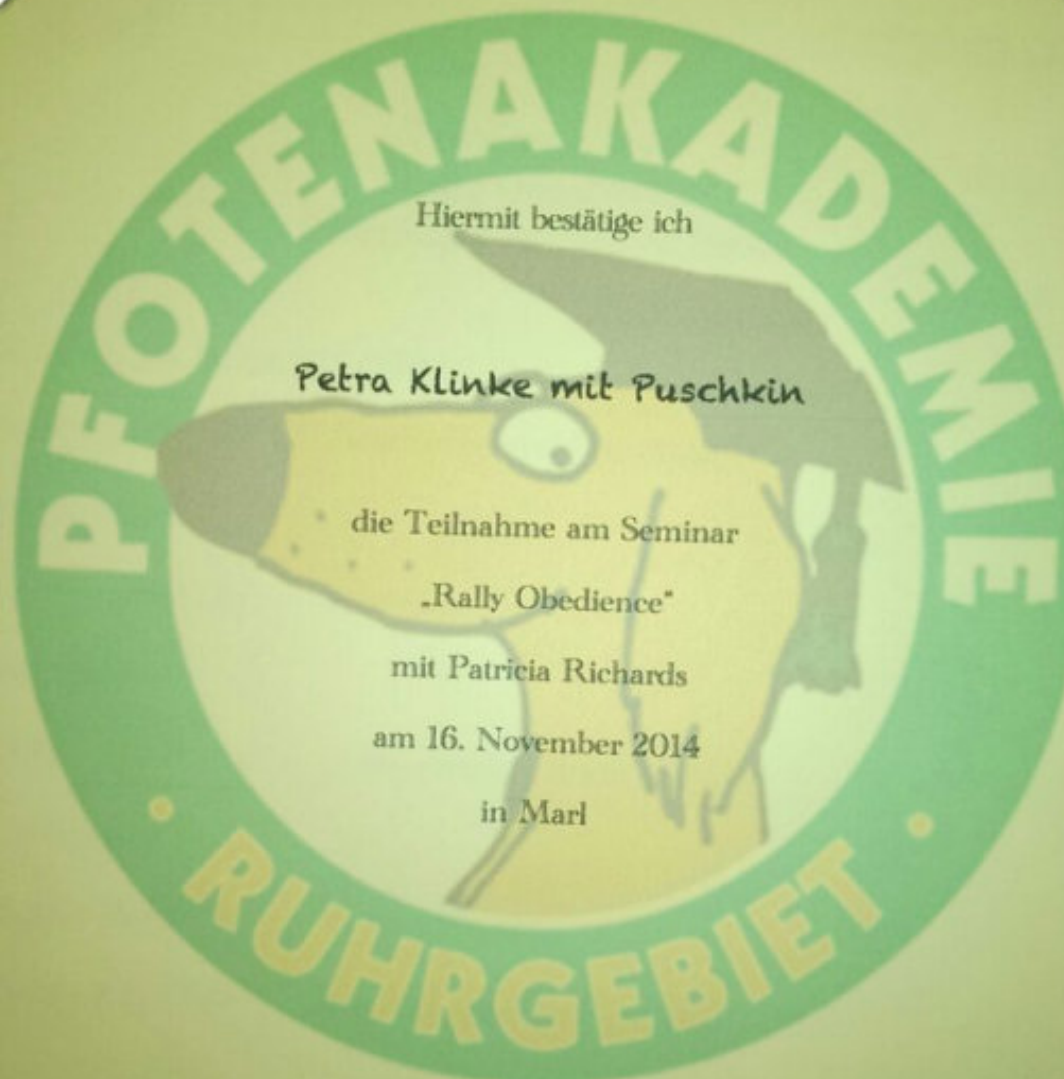 PFOTENAKADEMIE
Hiermit bestätige ich
Petra Klinke mit Puschkin
die Teilnahme am Seminar
„Rally Obedience“
mit Patricia Richards
am 16. November 2014
in Marl
• RUHRGEBIET •